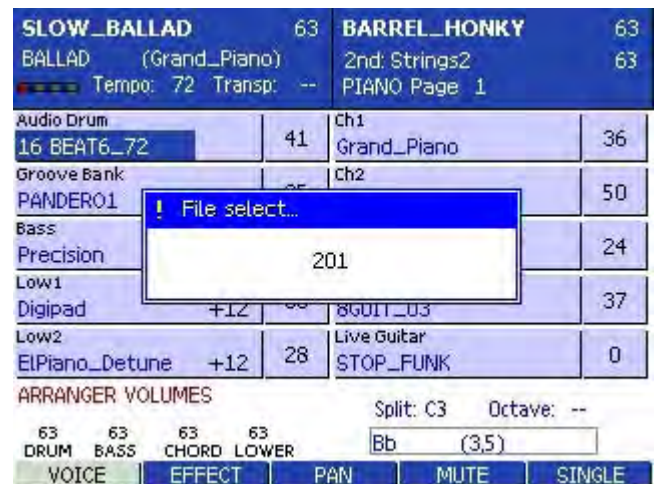 SLOW_BALLAD 63
BALLAD (Grand_Piano)
Tempo: 72 Transp: --
BARREL_HONKY 63
2nd: Strings2 63
PIANO Page 1
Audio Drum
16 BEAT6_72 41
Ch1
Grand_Piano 36
Groove Bank
PANDERO1
Ch2
50
! File select...
201
Bass
Precision
24
Low1
Digipad +12
8GUIT_03 37
Low2
ElPiano_Detune +12 28
Live Guitar
STOP_FUNK 0
ARRANGER VOLUMES
63 63 63 63
DRUM BASS CHORD LOWER
Split: C3 Octave: --
Bb (3,5)
VOICE EFFECT PAN MUTE SINGLE